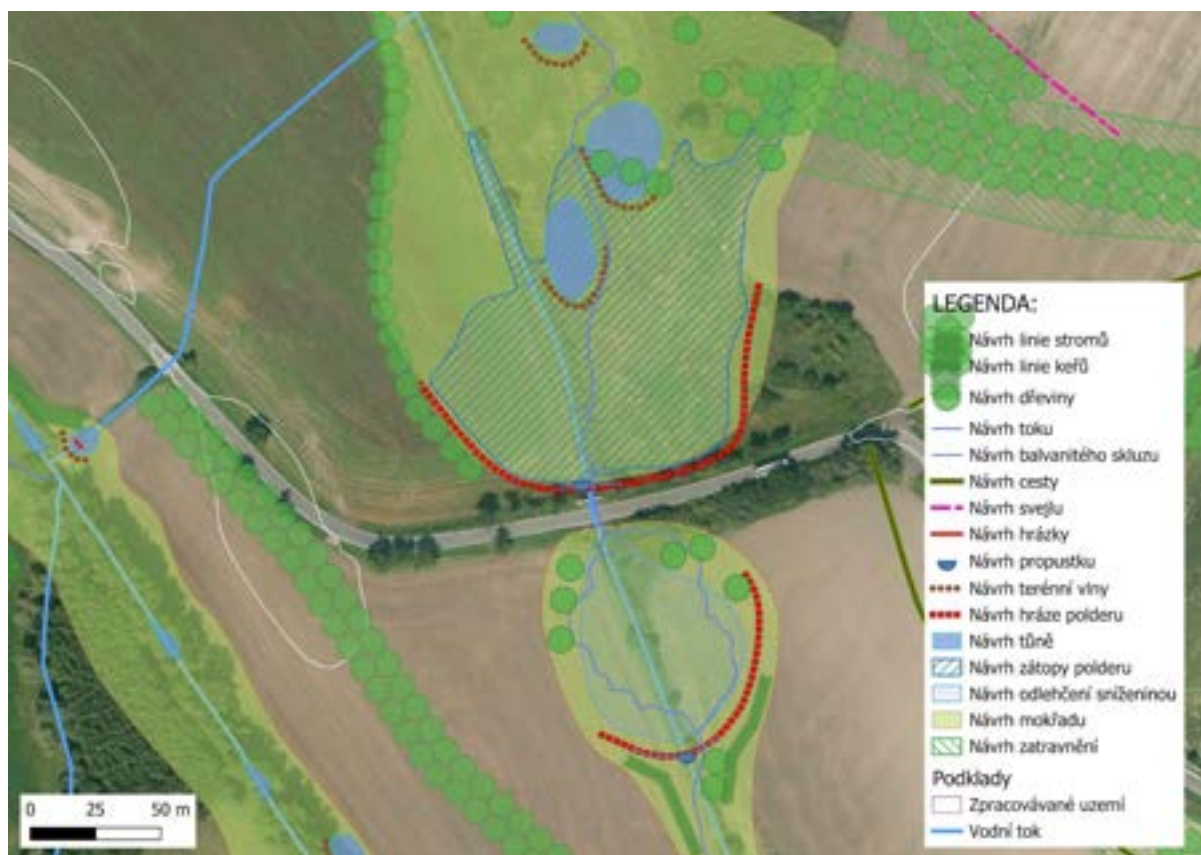 LEGENDA:
Návrh linie stromů
Návrh linie keřů
Návrh dřeviny
Návrh toku
Návrh balvanitého skluzu
Návrh cesty
Návrh svejlu
Návrh hrázky
Návrh propustku
Návrh terénní vlny
Návrh hráze polderu
Návrh tůně
Návrh zátopy polderu
Návrh odlehčení sníženinou
Návrh mokřadu
Návrh zatravnění
Podklady
Zpracovávané uzemí
Vodní tok
0 25 50 m